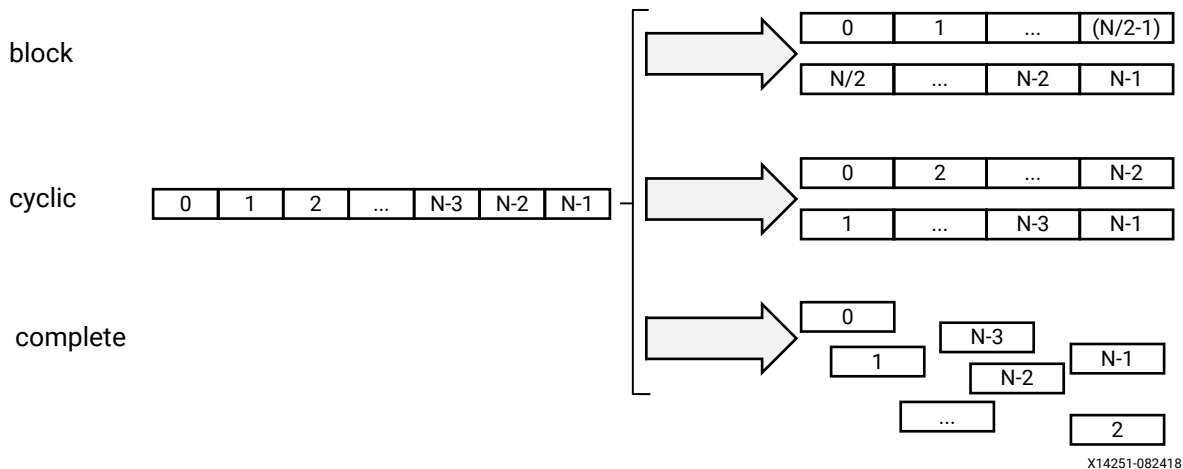 block
0 1 ... (N/2-1)
N/2 ... N-2 N-1
cyclic
0 1 2 ... N-3 N-2 N-1
0 2 ... N-2
1 ... N-3 N-1
complete
0
N-3
1
N-1
N-2
...
2
X14251-082418